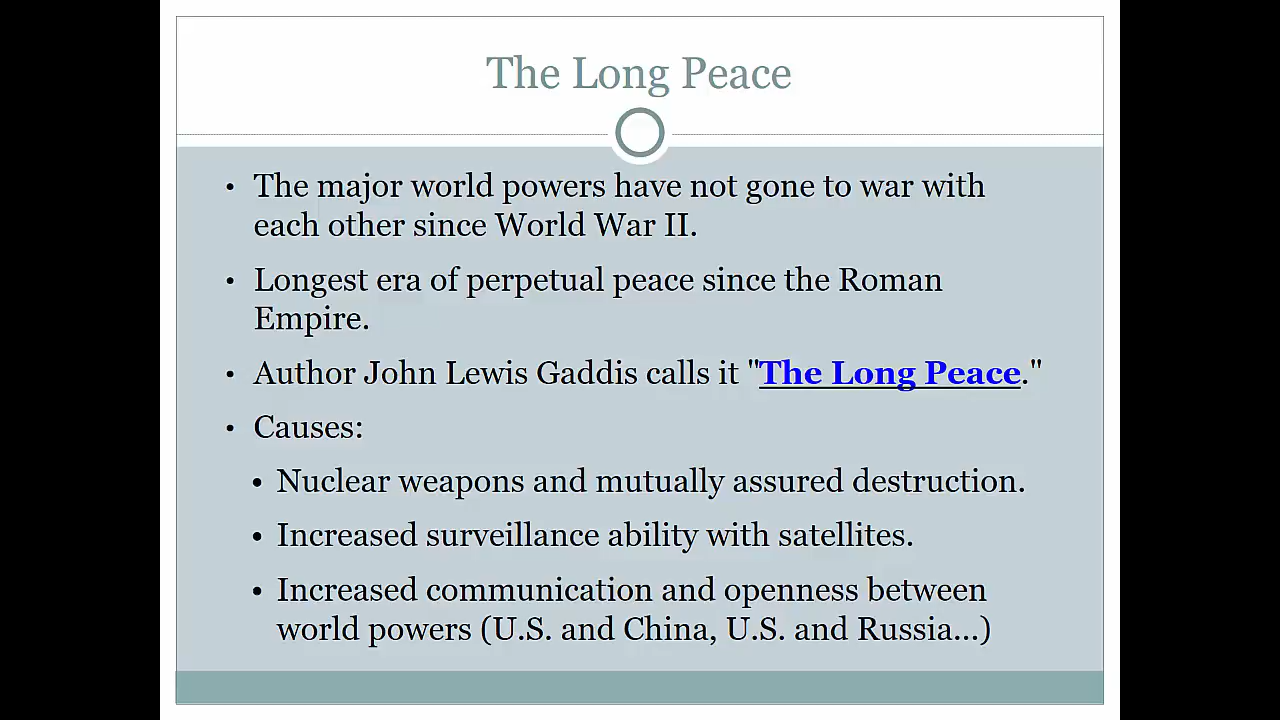 The Long Peace
• The major world powers have not gone to war with
each other since World War II.
• Longest era of perpetual peace since the Roman
Empire.
• Author John Lewis Gaddis calls it "The Long Peace."
• Causes:
• Nuclear weapons and mutually assured destruction.
• Increased surveillance ability with satellites.
• Increased communication and openness between
world powers (U.S. and China, U.S. and Russia...)